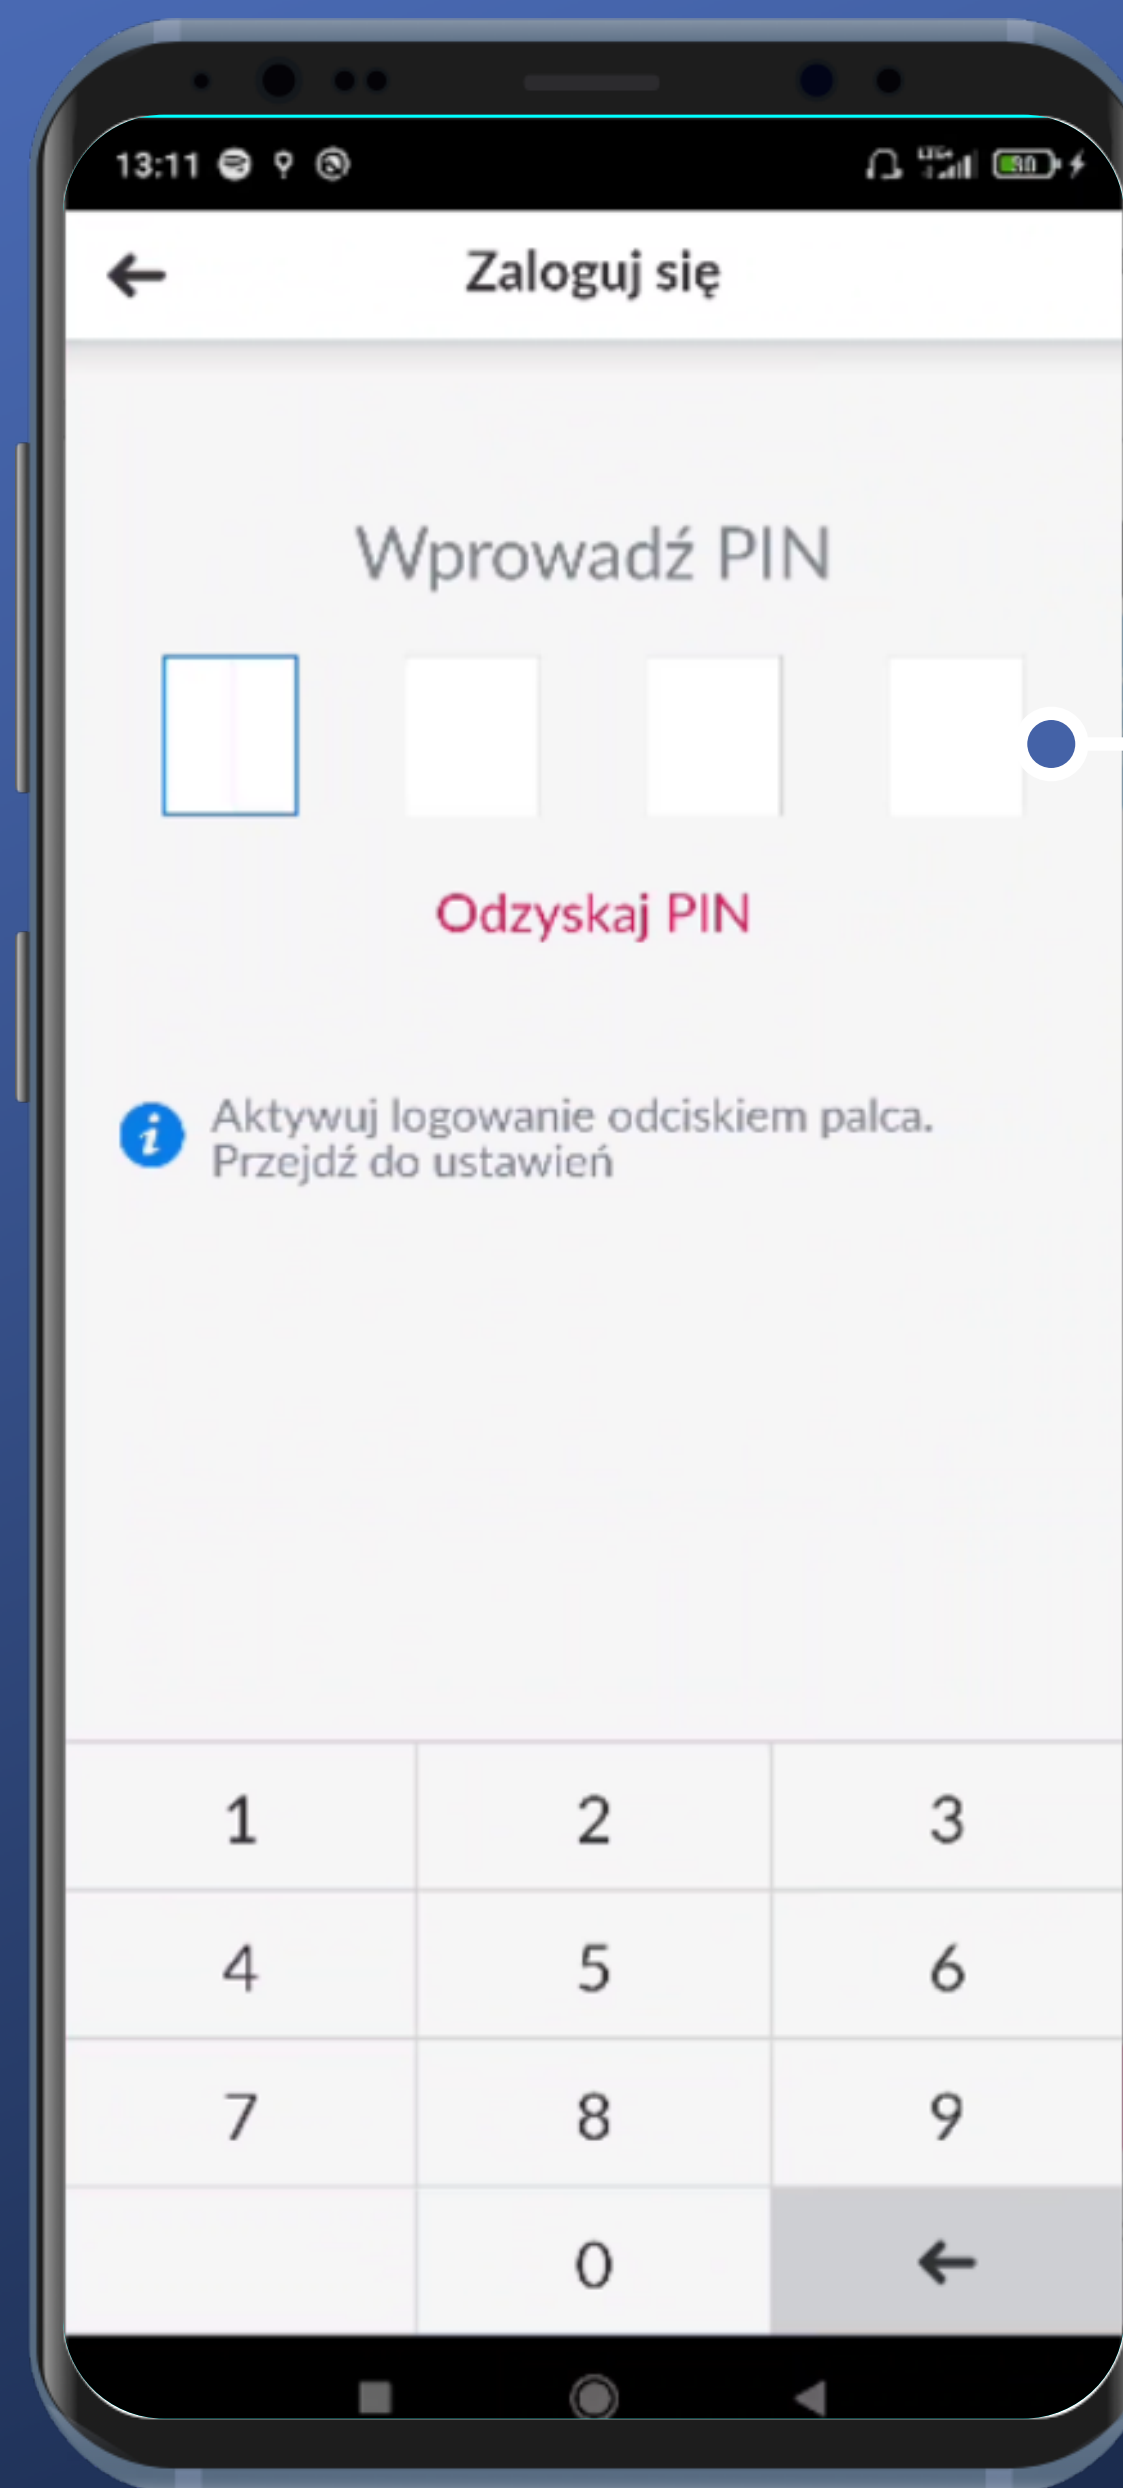 13:11
Zaloguj się
Wprowadź PIN
Odzyskaj PIN
Aktywuj logowanie odciskiem palca.
Przejdź do ustawień
1 2 3
4 5 6
7 8 9
0